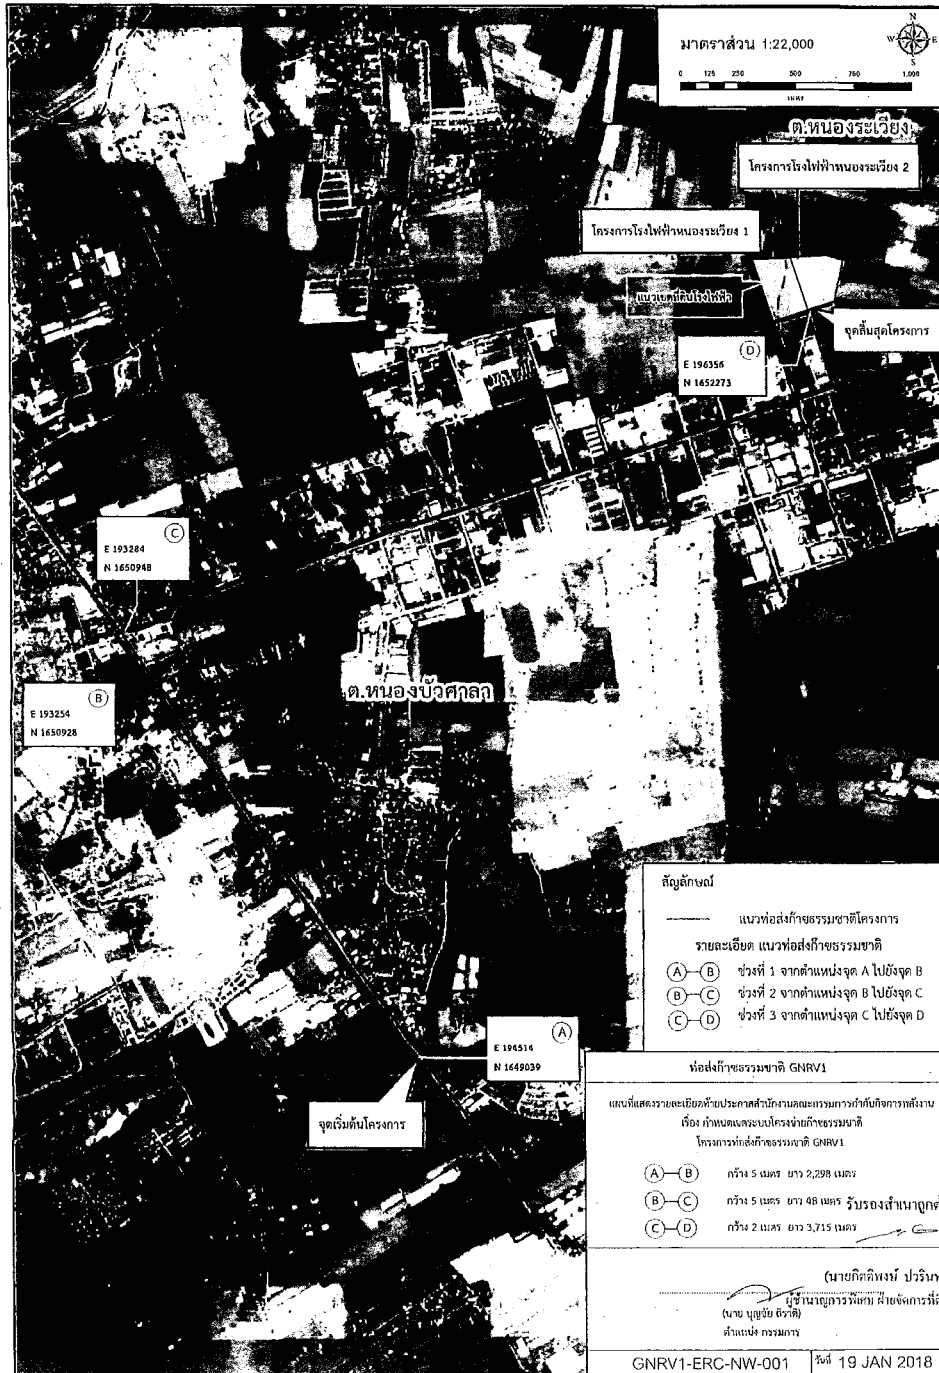 มาตราส่วน 1:22,000
N
W E
S
0 125 250 500 750 1,000
เมตร
ต.หนองระเวียง
โครงการโรงไฟฟ้าหนองระเวียง 2
โครงการโรงไฟฟ้าหนองระเวียง 1
แนวเขตที่ดินโรงไฟฟ้า
จุดสิ้นสุดโครงการ
D
E 196356
N 1652273
C
E 193284
N 1650948
B
E 193254
N 1650928
ต.หนองบัวศาลา
A
E 194514
N 1649039
จุดเริ่มต้นโครงการ
สัญลักษณ์
แนวท่อส่งก๊าซธรรมชาติโครงการ
รายละเอียด แนวท่อส่งก๊าซธรรมชาติ
A B ช่วงที่ 1 จากตำแหน่งจุด A ไปยังจุด B
B C ช่วงที่ 2 จากตำแหน่งจุด B ไปยังจุด C
C D ช่วงที่ 3 จากตำแหน่งจุด C ไปยังจุด D
ท่อส่งก๊าซธรรมชาติ GNRV1
แผนที่แสดงรายละเอียดท้ายประกาศสำนักงานคณะกรรมการกำกับกิจการพลังงาน
เรื่อง กำหนดเขตระบบโครงข่ายก๊าซธรรมชาติ
โครงการท่อส่งก๊าซธรรมชาติ GNRV1
A B กว้าง 5 เมตร ยาว 2,298 เมตร
B C กว้าง 5 เมตร ยาว 48 เมตร รับรองสำเนาถูกต้
C D กว้าง 2 เมตร ยาว 3,715 เมตร
(นายกิตติพงษ์
ผู้ชำนาญการพิเศษ ฝ่ายจัดการที่ดิ
(นาย บุญชัย
ตำแหน่ง กรรมการ
GNRV1-ERC-NW-001 วันที่ 19 JAN 2018